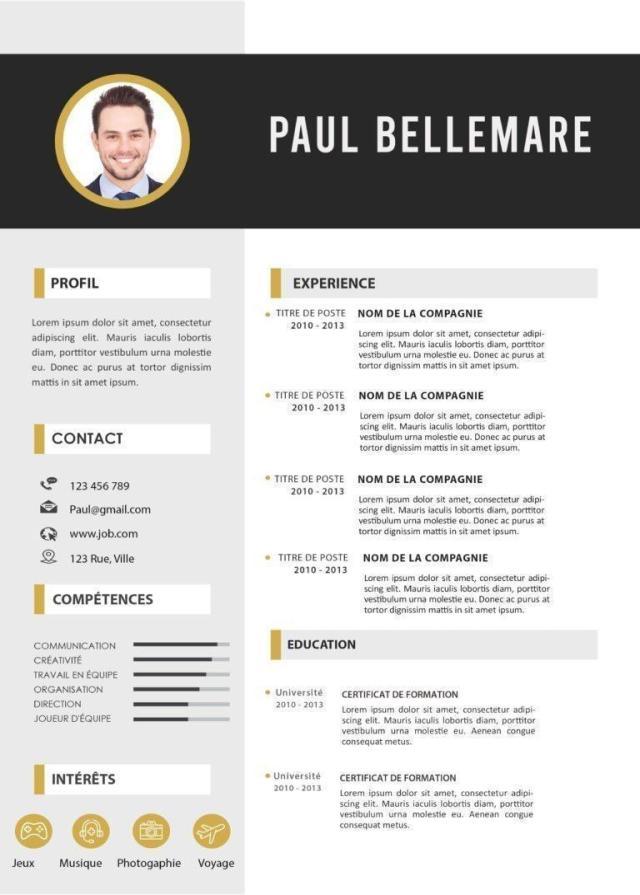 PAUL BELLEMARE
PROFIL
Lorem ipsum dolor sit amet, consectetur
adipiscing elit. Mauris iaculis lobortis
diam, porttitor vestibulum urna molestie
eu. Donec ac purus at tortor dignissim
mattis in sit amet ipsum.
CONTACT
123 456 789
Paul@gmail.com
www.job.com
123 Rue, Ville
COMPÉTENCES
COMMUNICATION
CRÉATIVITÉ
TRAVAIL EN ÉQUIPE
ORGANISATION
DIRECTION
JOUEUR D'ÉQUIPE
INTÉRÊTS
Jeux Musique Photogaphie Voyage
EXPERIENCE
TITRE DE POSTE NOM DE LA COMPAGNIE
2010 - 2013
Lorem ipsum dolor sit amet, consectetur adipi-
scing elit. Mauris iaculis lobortis diam, porttitor
vestibulum urna molestie eu. Donec ac purus at
tortor dignissim mattis in sit amet ipsum.
TITRE DE POSTE NOM DE LA COMPAGNIE
2010 - 2013
Lorem ipsum dolor sit amet, consectetur adipi-
scing elit. Mauris iaculis lobortis diam, porttitor
vestibulum urna molestie eu. Donec ac purus at
tortor dignissim mattis in sit amet ipsum.
TITRE DE POSTE NOM DE LA COMPAGNIE
2010 - 2013
Lorem ipsum dolor sit amet, consectetur adipi-
scing elit. Mauris iaculis lobortis diam, porttitor
vestibulum urna molestie eu. Donec ac purus at
tortor dignissim mattis in sit amet ipsum.
TITRE DE POSTE NOM DE LA COMPAGNIE
2010 - 2013
Lorem ipsum dolor sit amet, consectetur adipi-
scing elit. Mauris iaculis lobortis diam, porttitor
vestibulum urna molestie eu. Donec ac purus at
tortor dignissim mattis in sit amet ipsum.
EDUCATION
Université CERTIFICAT DE FORMATION
2010 - 2013
Lorem ipsum dolor sit amet, consectetur adipi-
scing elit. Mauris iaculis lobortis diam, porttitor
vestibulum urna molestie eu. Aenean congue
consequat metus.
Université CERTIFICAT DE FORMATION
2010 - 2013
Lorem ipsum dolor sit amet, consectetur adipi-
scing elit. Mauris iaculis lobortis diam, porttitor
vestibulum urna molestie eu. Aenean congue
consequat metus.